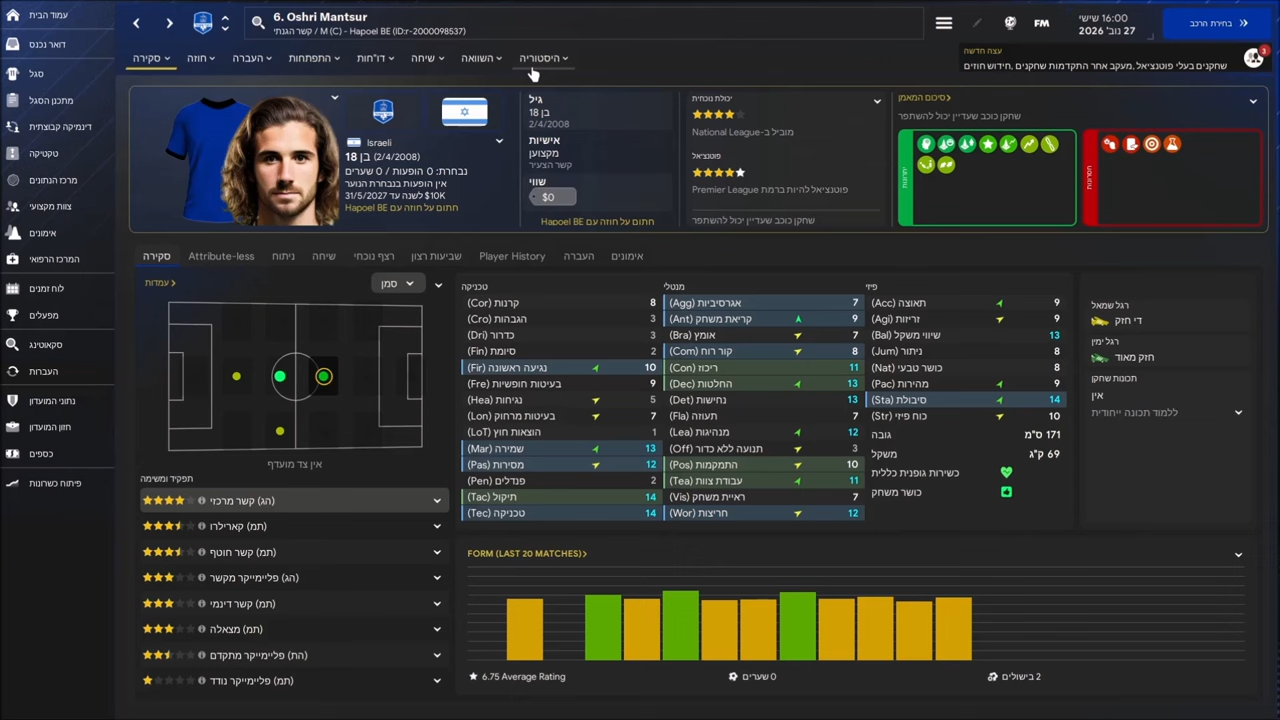 עמוד הבית
דואר נכנס
סגל
מתכנן הסגל
דינמיקה קבוצתית
טקטיקה
מרכז הנתונים
צוות מקצועי
אימונים
המרכז הרפואי
לוח זמנים
מפעלים
סקאוטינג
העברות
נתוני המועדון
חזון המועדון
כספים
פיתוח כשרונות
6. Oshri Mantsur
קשר הגנתי / M (C) - Hapoel BE (ID:r-2000098537)
FM
16:00 שישי
27 נוב' 2026
בחירת הרכב
עצה חדשה
שחקנים בעלי פוטנציאל, מעקב אחר התקדמות שחקנים, חידוש חוזים
3
סקירה
חוזה
העברה
התפתחות
דו"חות
שיחה
השוואה
היסטוריה
Israeli
בן 18 (2/4/2008)
נבחרת: 0 הופעות / 0 שערים
אין הופעות בנבחרת הנוער
$10K לשנה עד 31/5/2027
חתום על חוזה עם Hapoel BE
גיל
בן 18
2/4/2008
אישיות
מקצוען
קשר הצעיר
שווי
$0
חתום על חוזה עם Hapoel BE
יכולת נוכחית
מוביל ב-National League
פוטנציאל
פוטנציאל להיות ברמת Premier League
שחקן כוכב שעדיין יכול להשתפר
סיכום המאמן
שחקן כוכב שעדיין יכול להשתפר
יתרונות
חסרונות
סקירה
Attribute-less
ניתוח
שיחה
רצף נוכחי
שביעות רצון
Player History
העברה
אימונים
עמדות
סמן
אין צד מועדף
תפקיד ומשימה
קשר מרכזי (הג)
קארילרו (תמ)
קשר חוטף (תמ)
פליימייקר מקשר (הג)
קשר דינמי (תמ)
מצאלה (תמ)
פליימייקר מתקדם (הת)
פליימייקר נודד (תמ)
טכניקה
(Cor) קרנות 8
(Cro) הגבהות 3
(Dri) כדרור 3
(Fin) סיומת 2
(Fir) נגיעה ראשונה 10
(Fre) בעיטות חופשיות 9
(Hea) נגיחות 5
(Lon) בעיטות מרחוק 7
(LoT) הוצאות חוץ 1
(Mar) שמירה 13
(Pas) מסירות 12
(Pen) פנדלים 2
(Tac) תיקול 14
(Tec) טכניקה 14
מנטלי
(Agg) אגרסיביות 7
(Ant) קריאת משחק 9
(Bra) אומץ 7
(Com) קור רוח 8
(Con) ריכוז 11
(Dec) החלטות 13
(Det) נחישות 13
(Fla) תעוזה 7
(Lea) מנהיגות 12
(Off) תנועה ללא כדור 3
(Pos) התמקמות 10
(Tea) עבודת צוות 11
(Vis) ראיית משחק 7
(Wor) חריצות 12
פיזי
(Acc) תאוצה 9
(Agi) זריזות 9
(Bal) שיווי משקל 13
(Jum) ניתור 8
(Nat) כושר טבעי 8
(Pac) מהירות 9
(Sta) סיבולת 14
(Str) כוח פיזי 10
גובה 171 ס"מ
משקל 69 ק"ג
כשירות גופנית כללית
כושר משחק
רגל שמאל
די חזק
רגל ימין
חזק מאוד
תכונות שחקן
אין
ללמוד תכונה ייחודית
FORM (LAST 20 MATCHES)
6.75 Average Rating
0 שערים
2 בישולים